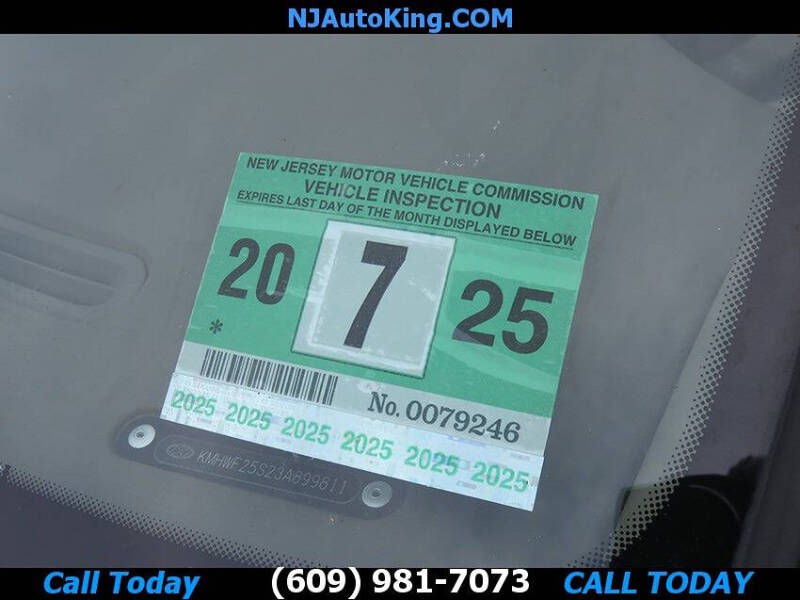 NJAutoKing.COM
NEW JERSEY MOTOR VEHICLE COMMISSION
VEHICLE INSPECTION
EXPIRES LAST DAY OF THE MONTH DISPLAYED BELOW
20 7 25
*
No. 0079246
2025 2025 2025 2025 2025 2025
Call Today (609) 981-7073 CALL TODAY